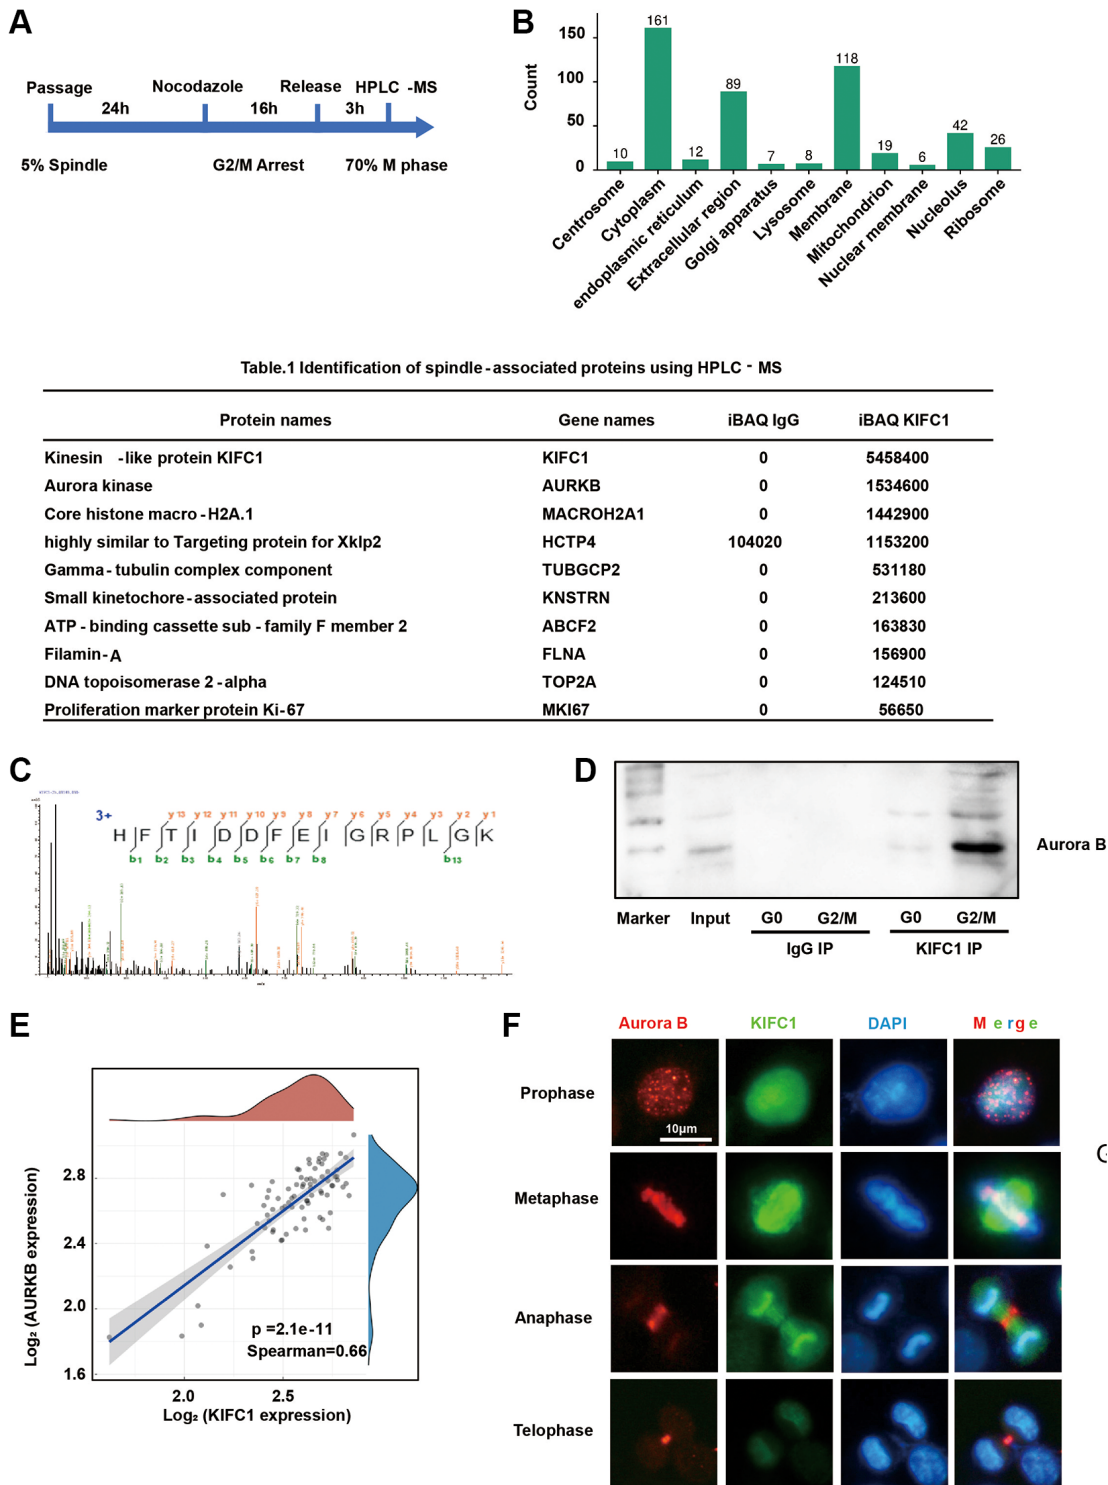 A
Passage Nocodazole Release HPLC -MS
24h 16h 3h
5% Spindle G2/M Arrest 70% M phase
B
Count
150
100
50
0
10 161 12 89 7 8 118 19 6 42 26
Centrosome
Cytoplasm
endoplasmic reticulum
Extracellular region
Golgi apparatus
Lysosome
Membrane
Mitochondrion
Nuclear membrane
Nucleolus
Ribosome
Table.1 Identification of spindle-associated proteins using HPLC - MS
Protein names Gene names iBAQ IgG iBAQ KIFC1
Kinesin -like protein KIFC1 KIFC1 0 5458400
Aurora kinase AURKB 0 1534600
Core histone macro-H2A.1 MACROH2A1 0 1442900
highly similar to Targeting protein for Xklp2 HCTP4 104020 1153200
Gamma-tubulin complex component TUBGCP2 0 531180
Small kinetochore-associated protein KNSTRN 0 213600
ATP-binding cassette sub-family F member 2 ABCF2 0 163830
Filamin-A FLNA 0 156900
DNA topoisomerase 2-alpha TOP2A 0 124510
Proliferation marker protein Ki-67 MKI67 0 56650
C
3+
y13 y12 y11 y10 y9 y8 y7 y6 y5 y4 y3 y2 y1
H F T I D D F E I G R P L G K
b1 b2 b3 b4 b5 b6 b7 b8 b13
D
Aurora B
Marker Input G0 G2/M G0 G2/M
IgG IP KIFC1 IP
E
Log₂ (AURKB expression)
2.8
2.4
2.0
1.6
p =2.1e-11
Spearman=0.66
2.0 2.5
Log₂ (KIFC1 expression)
F
Aurora B KIFC1 DAPI Merge
Prophase
10μm
Metaphase
Anaphase
Telophase